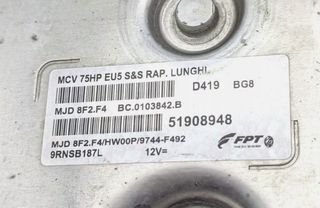 MCV 75HP EU5 S&S RAP. LUNGHI
D419 BG8
MJD 8F2.F4 BC.0103842.B
51908948
MJD 8F2.F4/HW00P/9744-F492
9RNSB187L 12V=
FPT